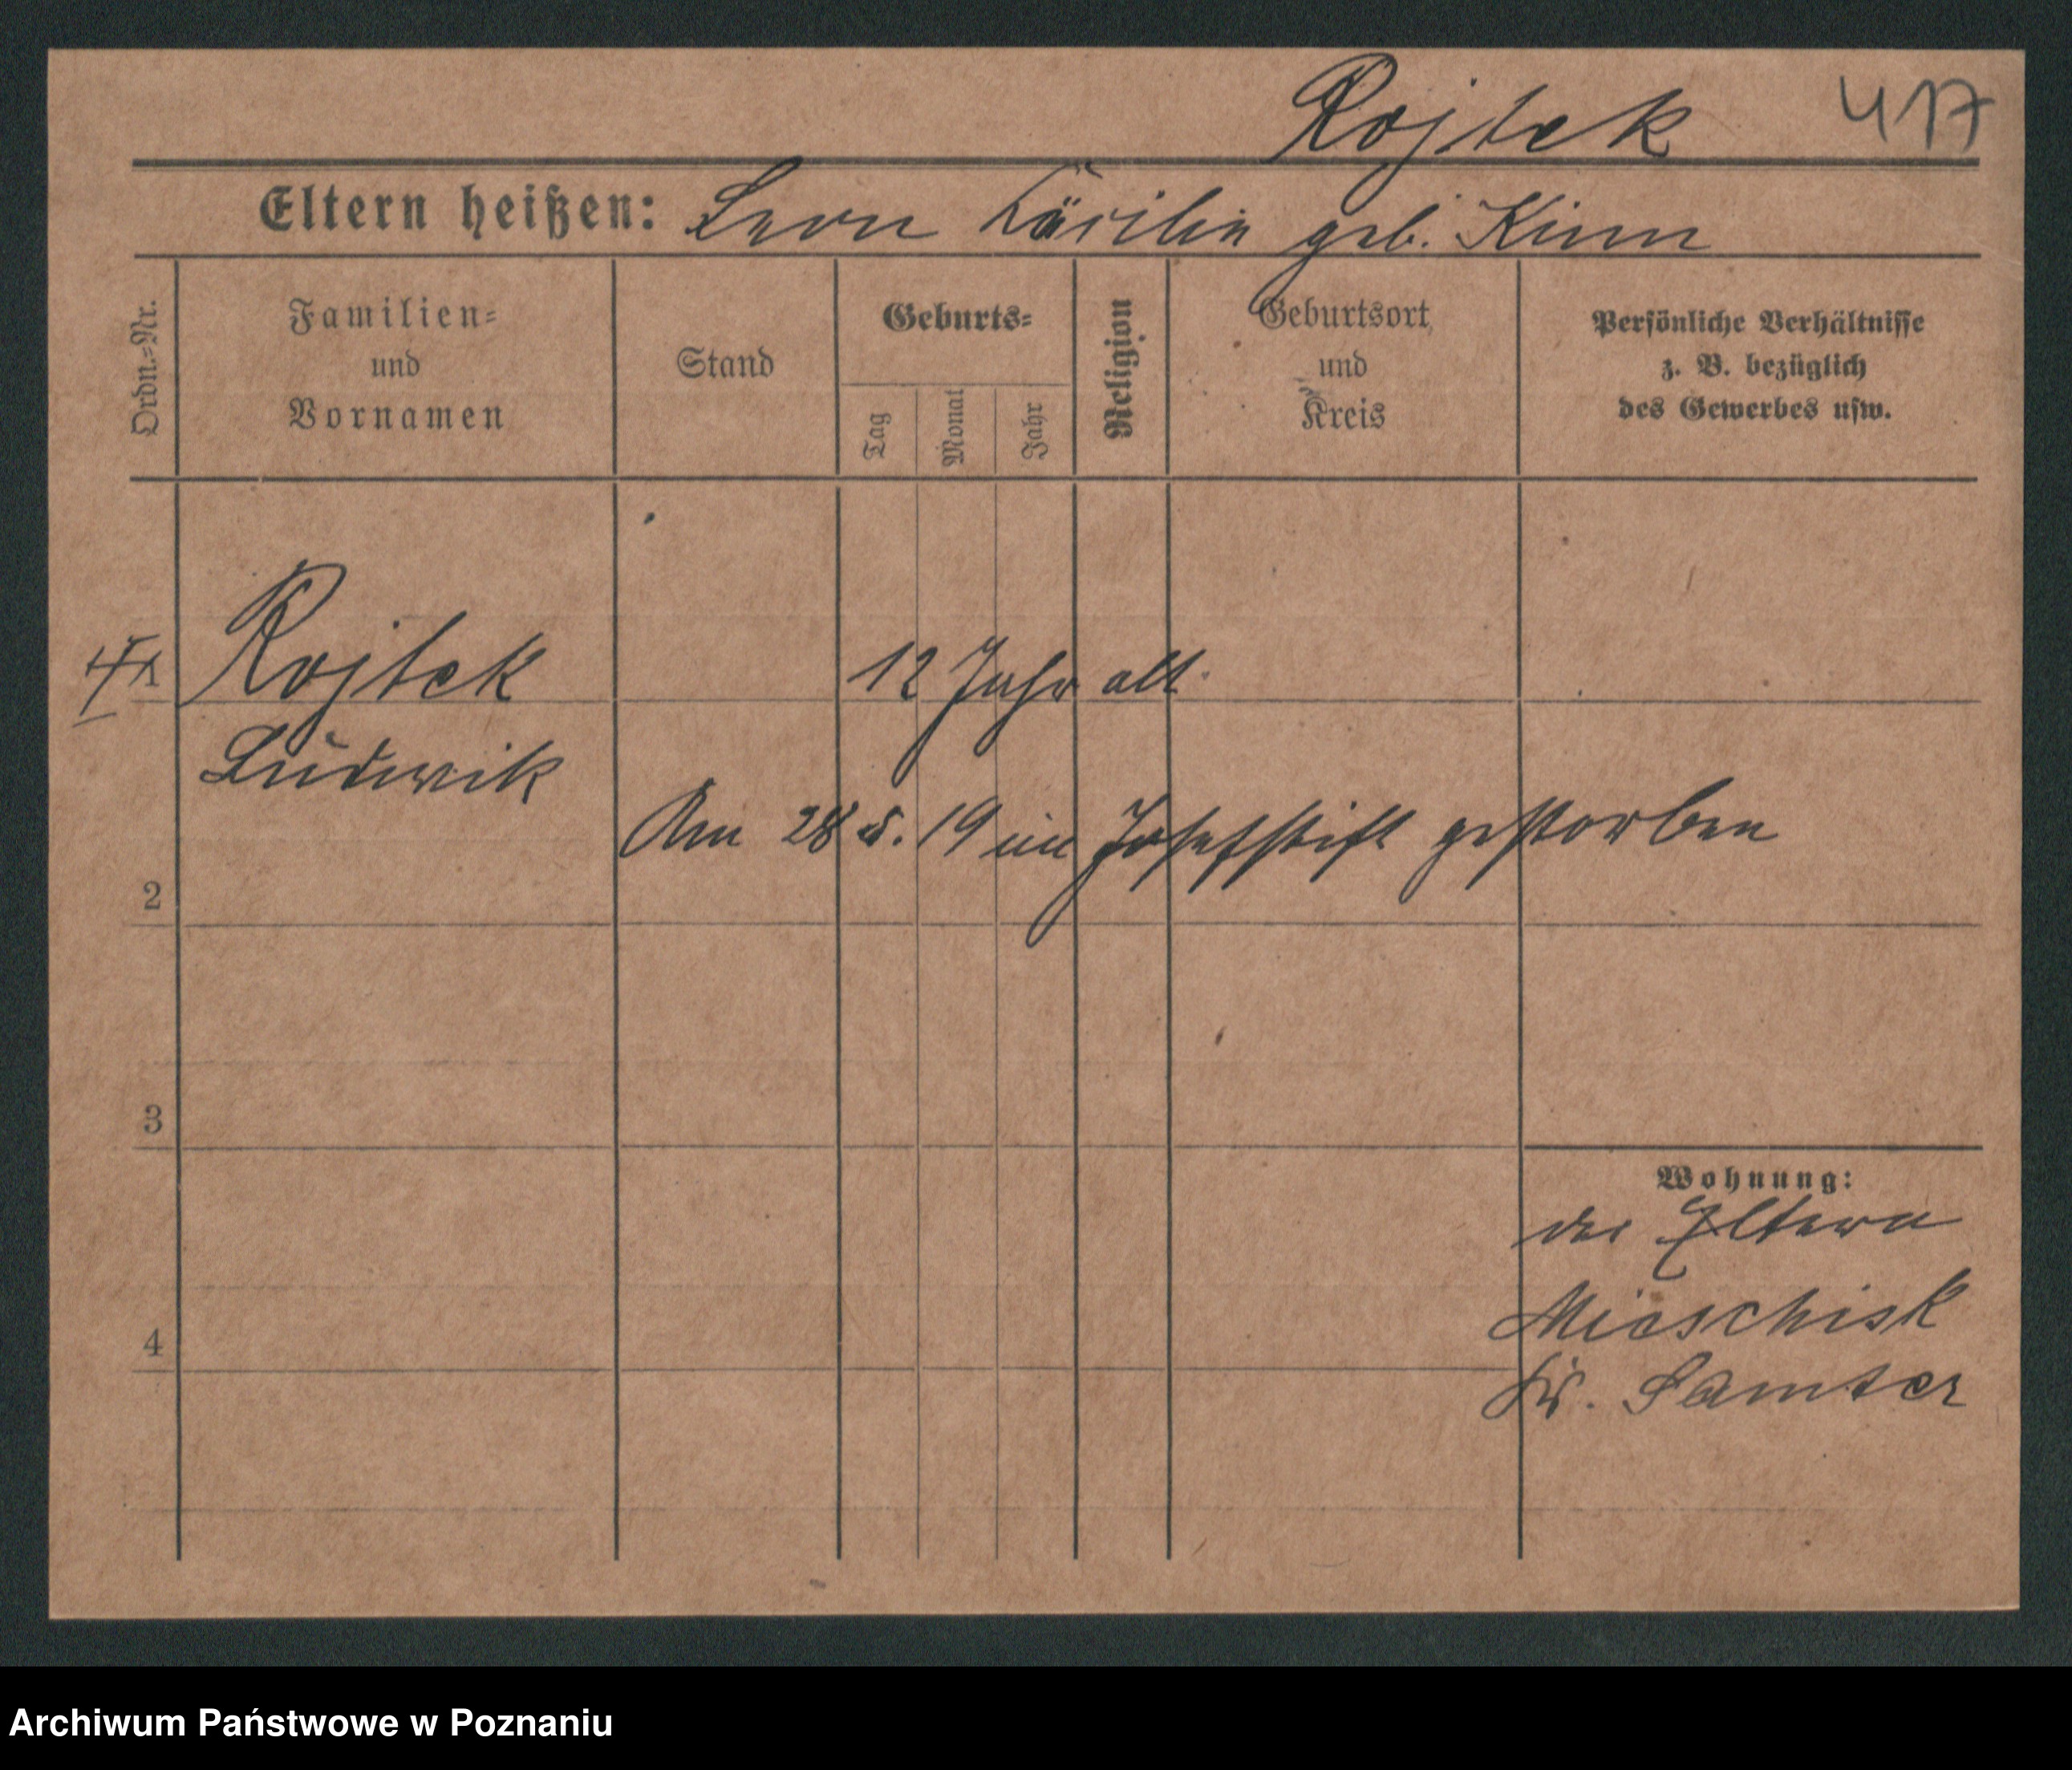 Rojtek 417
Eltern heißen: Leon Cäcilie geb. Kinn
Ordn.-Nr.
Familien-
und
Vornamen
Stand
Geburts-
Tag
Monat
Jahr
Religion
Geburtsort
und
Kreis
Persönliche Verhältnisse
z. B. bezüglich
des Gewerbes usw.
1 Rojtek 12 Jahr alt.
Ludwik
Am 28 5. 19 im Josefstift gestorben
2
3
4
Wohnung:
der Eltern
Mieschisk
Kr. Samter
Archiwum Państwowe w Poznaniu